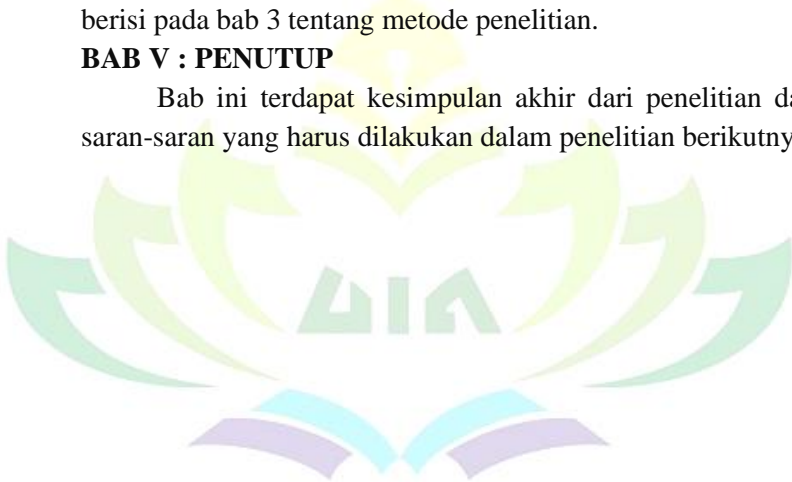 berisi pada bab 3 tentang metode penelitian.
BAB V : PENUTUP
Bab ini terdapat kesimpulan akhir dari penelitian da
saran-saran yang harus dilakukan dalam penelitian berikutny
UIN